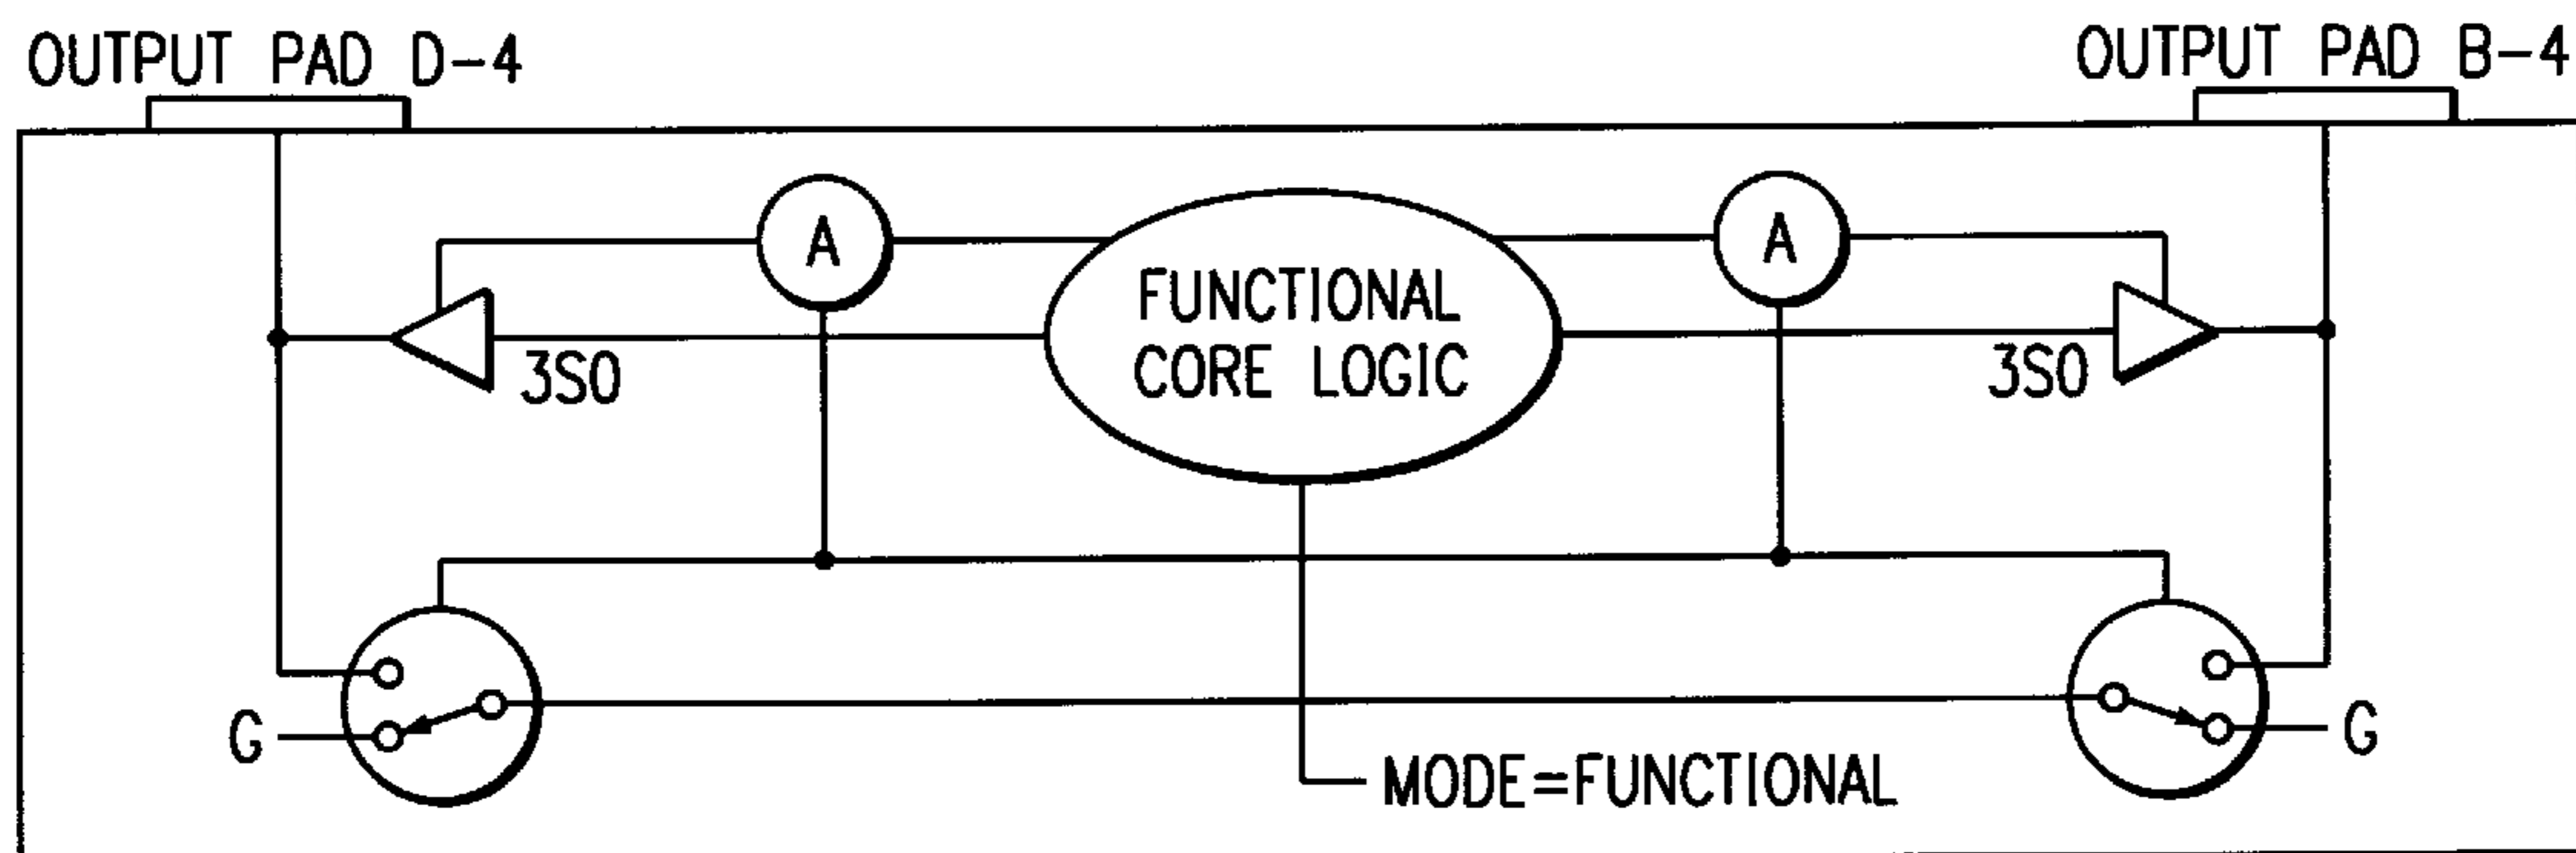 OUTPUT PAD D-4
OUTPUT PAD B-4
A
A
FUNCTIONAL
CORE LOGIC
3SO
3SO
G
G
MODE=FUNCTIONAL